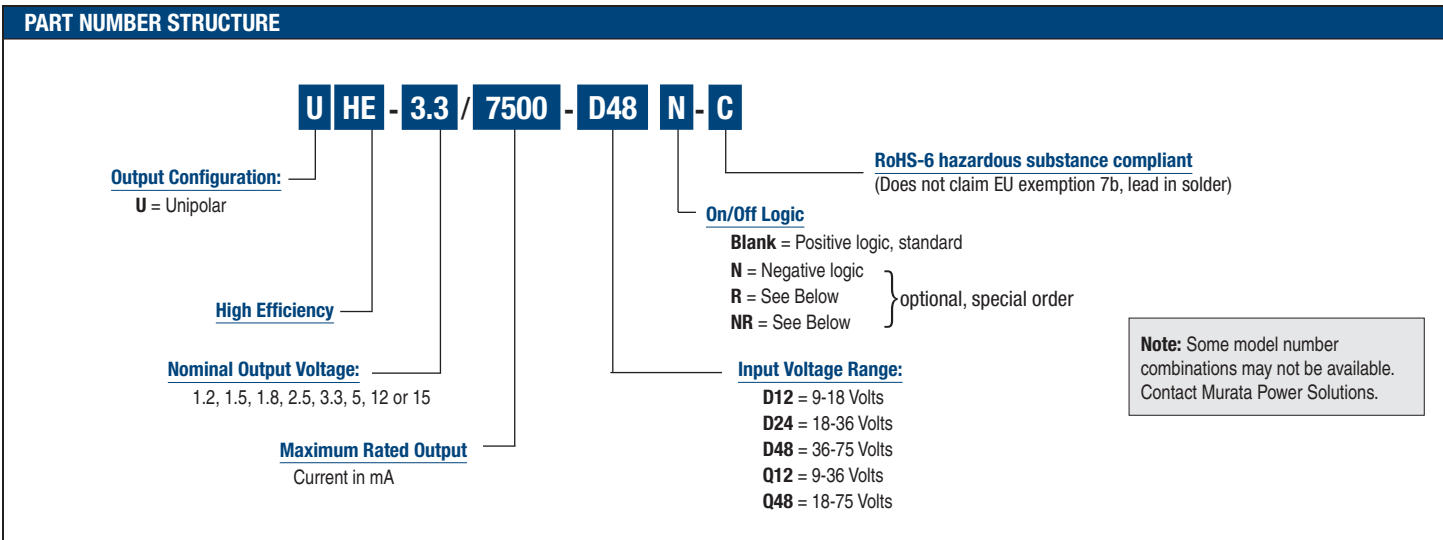 PART NUMBER STRUCTURE
U HE - 3.3 / 7500 - D48 N - C
RoHS-6 hazardous substance compliant
(Does not claim EU exemption 7b, lead in solder)
Output Configuration:
U = Unipolar
On/Off Logic
Blank = Positive logic, standard
N = Negative logic
R = See Below
NR = See Below
optional, special order
High Efficiency
Note: Some model number
combinations may not be available.
Contact Murata Power Solutions.
Nominal Output Voltage:
1.2, 1.5, 1.8, 2.5, 3.3, 5, 12 or 15
Input Voltage Range:
D12 = 9-18 Volts
D24 = 18-36 Volts
D48 = 36-75 Volts
Q12 = 9-36 Volts
Q48 = 18-75 Volts
Maximum Rated Output
Current in mA